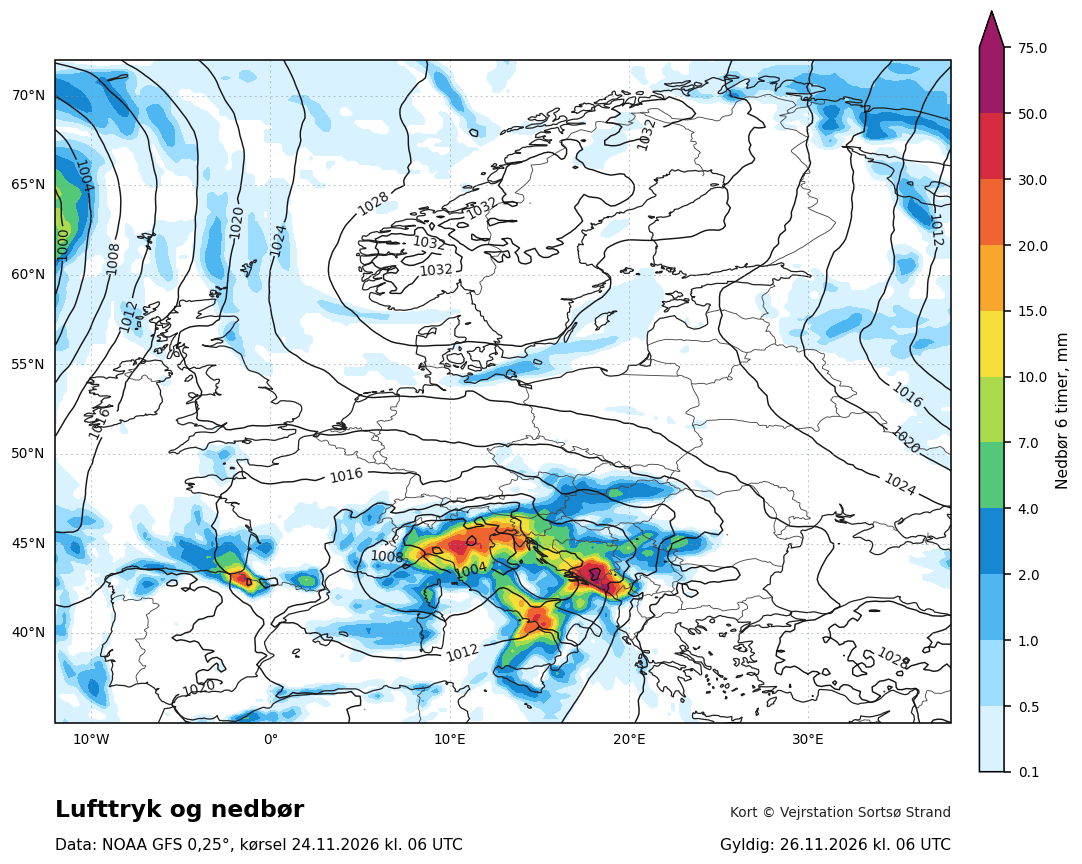 75.0
50.0
30.0
20.0
15.0
10.0
7.0
4.0
2.0
1.0
0.5
0.1
Nedbør 6 timer, mm
70°N
65°N
60°N
55°N
50°N
45°N
40°N
10°W
0°
10°E
20°E
30°E
1004
1000
1008
1012
1016
1020
1024
1028
1032
1032
1032
1032
1012
1016
1020
1024
1016
1008
1004
1012
1020
1028
Lufttryk og nedbør
Kort © Vejrstation Sortsø Strand
Data: NOAA GFS 0,25°, kørsel 24.11.2026 kl. 06 UTC
Gyldig: 26.11.2026 kl. 06 UTC